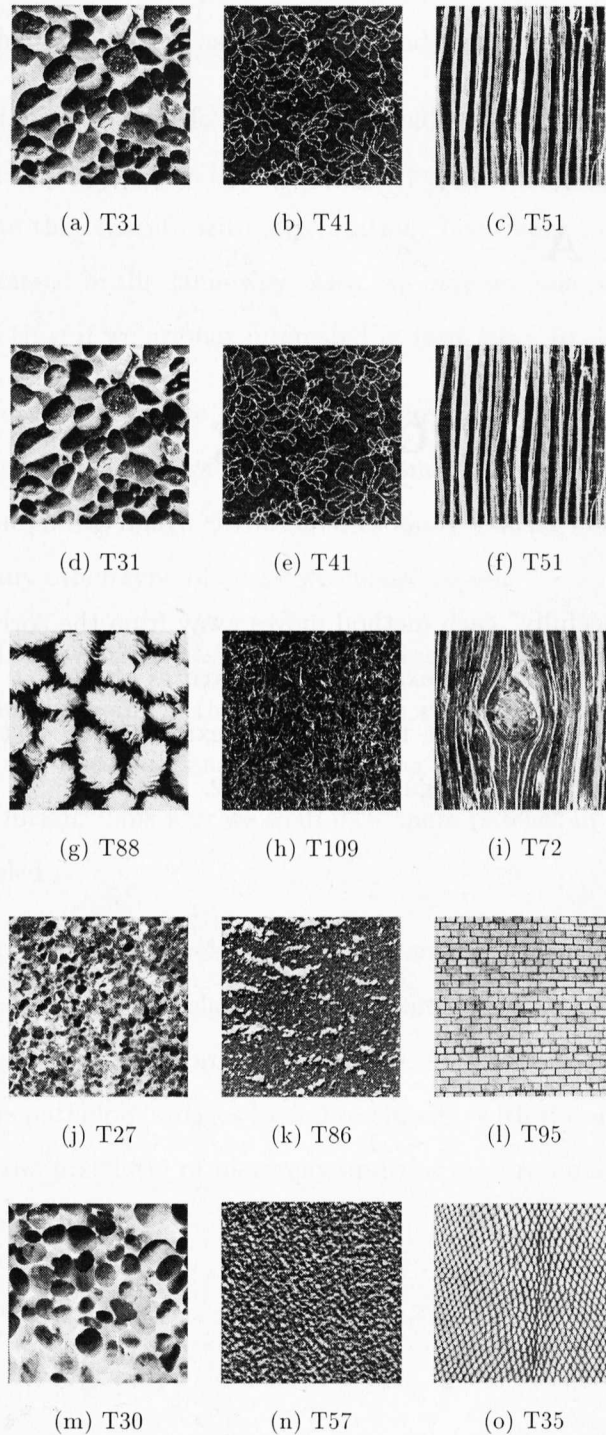 (a) T31 (b) T41 (c) T51
(d) T31 (e) T41 (f) T51
(g) T88 (h) T109 (i) T72
(j) T27 (k) T86 (l) T95
(m) T30 (n) T57 (o) T35